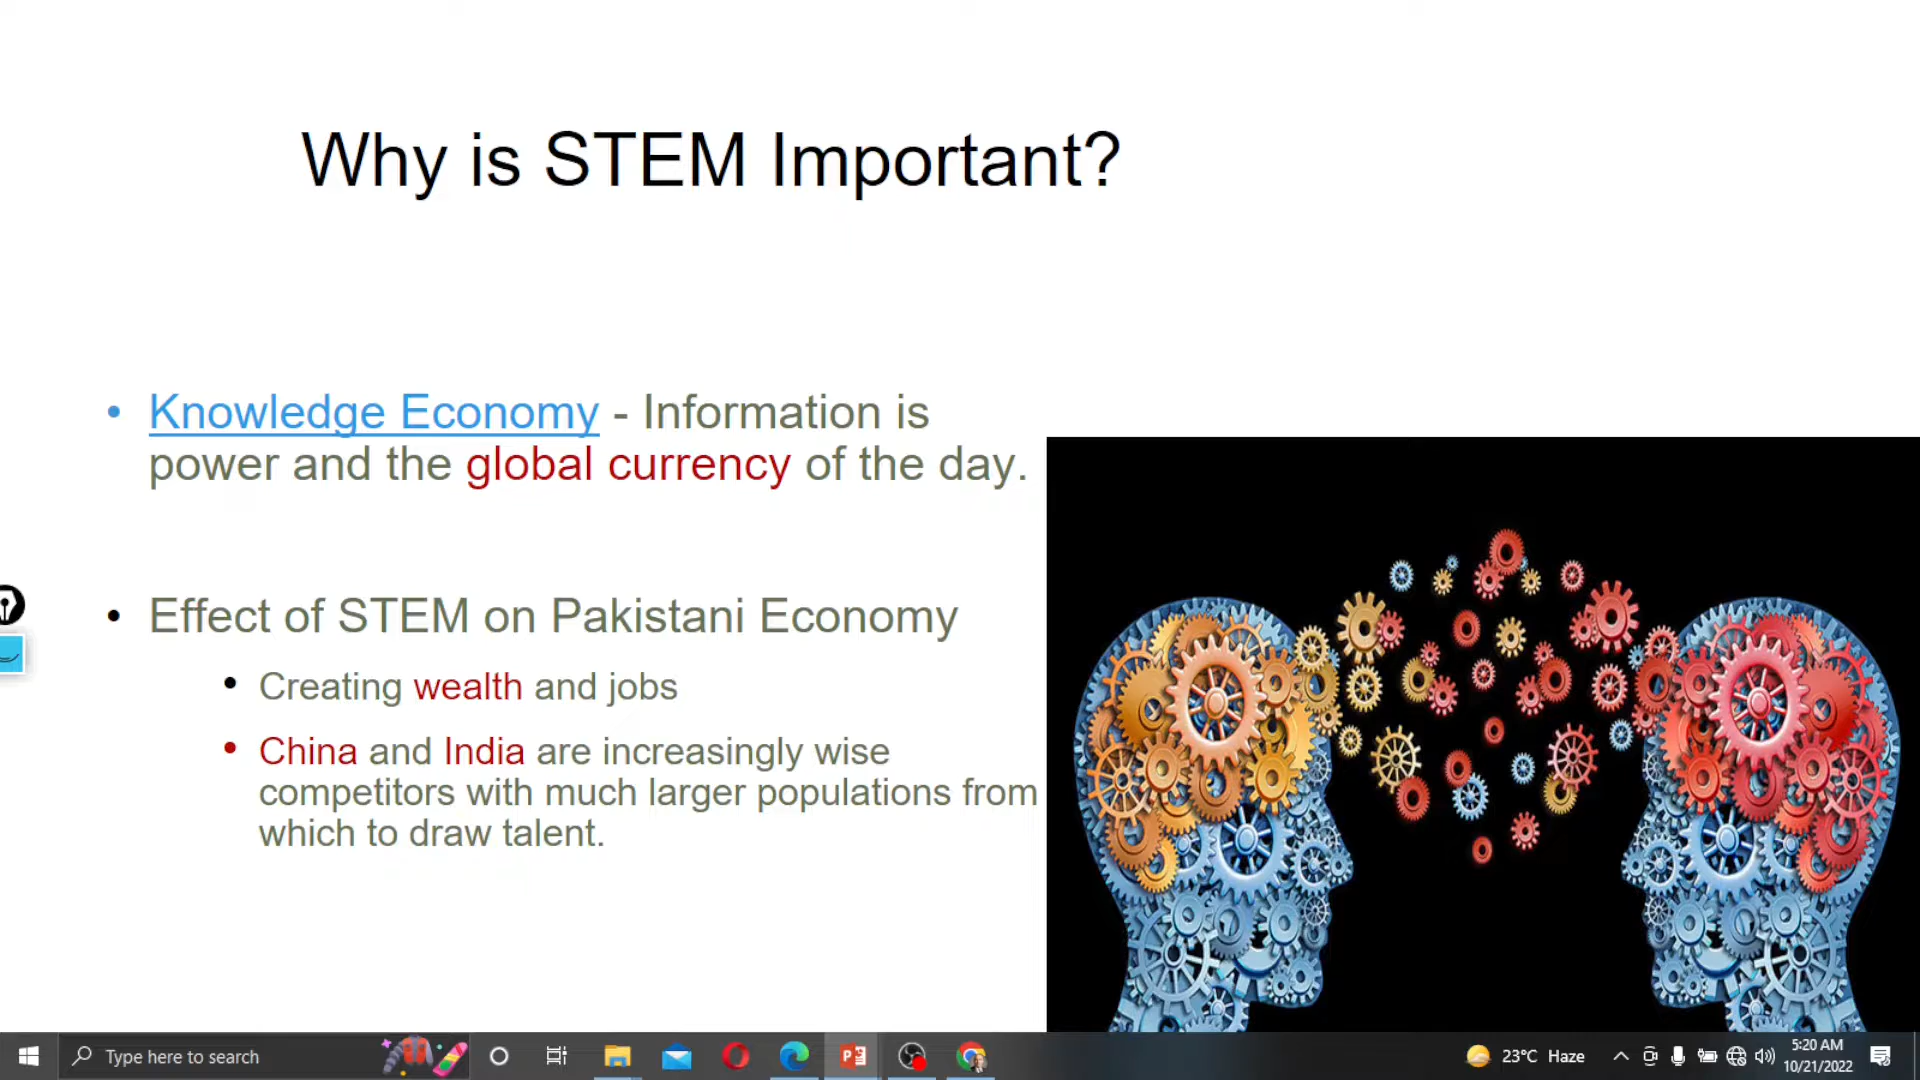 Why is STEM Important?
• Knowledge Economy - Information is
power and the global currency of the day.
• Effect of STEM on Pakistani Economy
• Creating wealth and jobs
• China and India are increasingly wise
competitors with much larger populations from
which to draw talent.
Type here to search
23°C Haze
5:20 AM
10/21/2022